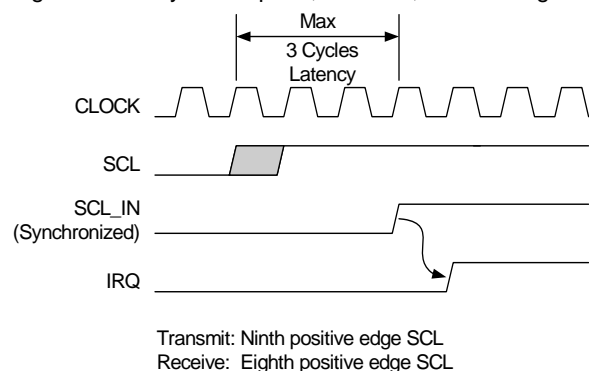 Max
3 Cycles
Latency
CLOCK
SCL
SCL_IN
(Synchronized)
IRQ
Transmit: Ninth positive edge SCL
Receive: Eighth positive edge SCL